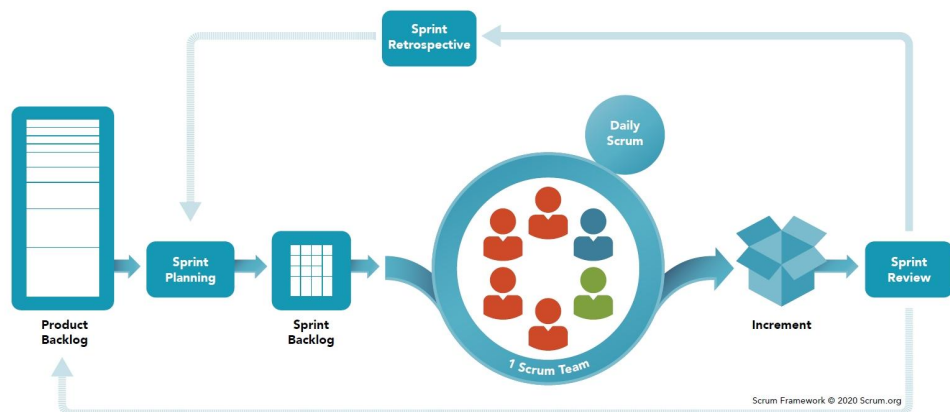 Sprint
Retrospective
Daily
Scrum
Sprint
Planning
Sprint
Review
Product
Backlog
Sprint
Backlog
1 Scrum Team
Increment
Scrum Framework © 2020 Scrum.org